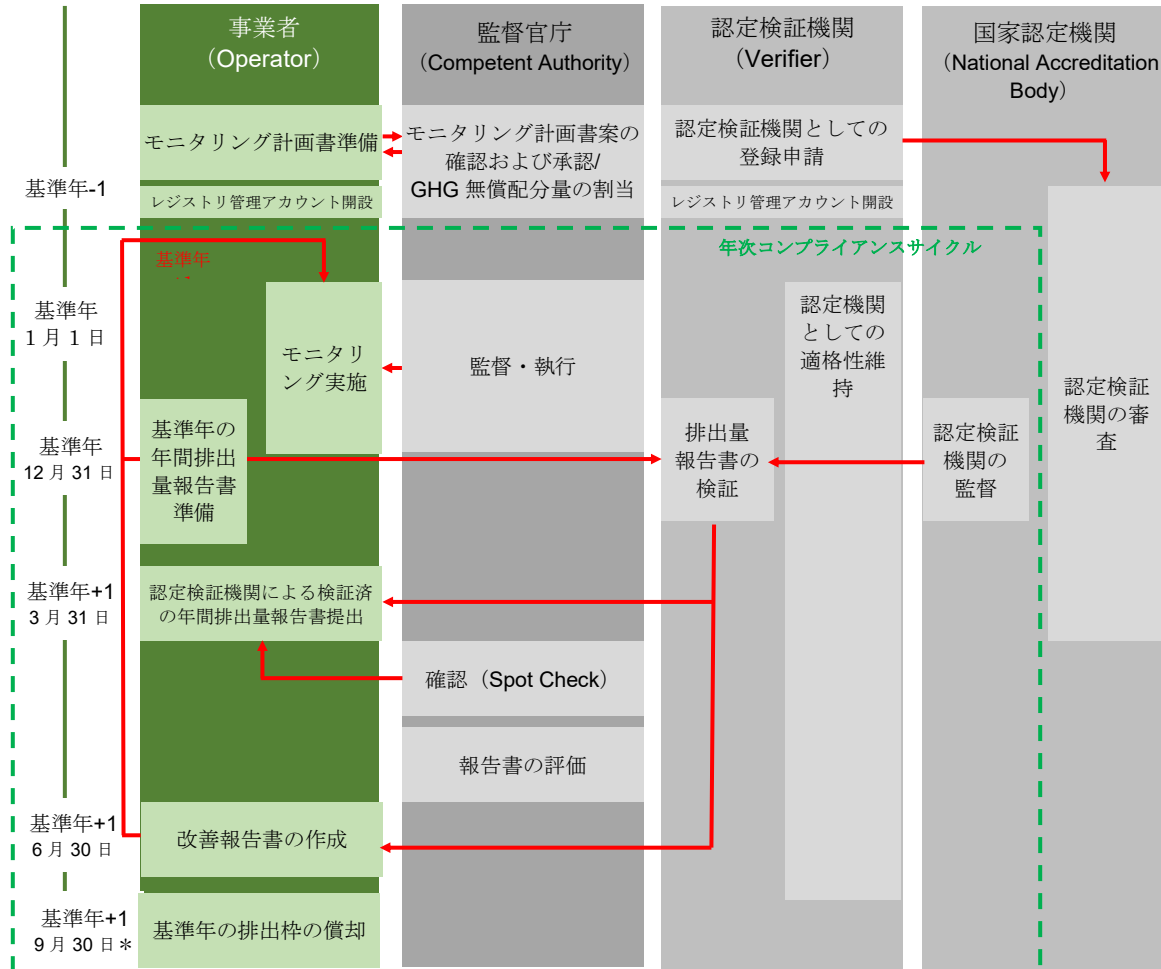 事業者
（Operator）
監督官庁
（Competent Authority）
認定検証機関
（Verifier）
国家認定機関
（National Accreditation
Body）
基準年-1
モニタリング計画書準備
モニタリング計画書案の
確認および承認/
GHG 無償配分量の割当
認定検証機関としての
登録申請
レジストリ管理アカウント開設
レジストリ管理アカウント開設
年次コンプライアンスサイクル
基準年
基準年
1 月 1 日
モニタリ
ング実施
監督・執行
認定機関
としての
適格性維
持
認定検証
機関の審
査
基準年
12 月 31 日
基準年の
年間排出
量報告書
準備
排出量
報告書の
検証
認定検証
機関の
監督
基準年+1
3 月 31 日
認定検証機関による検証済
の年間排出量報告書提出
確認（Spot Check）
報告書の評価
基準年+1
6 月 30 日
改善報告書の作成
基準年+1
9 月 30 日＊
基準年の排出枠の償却